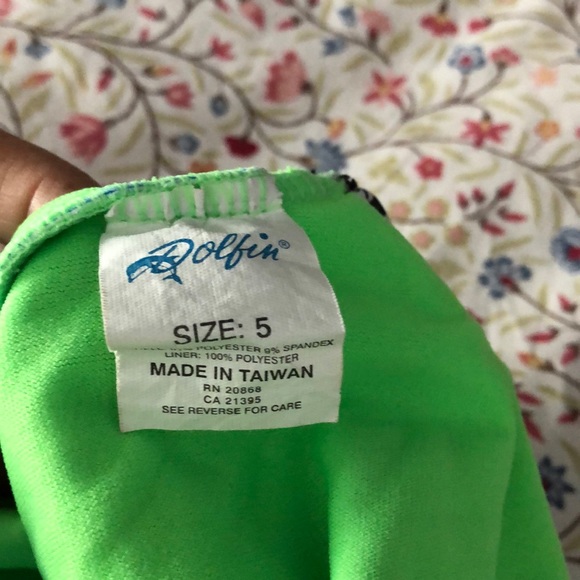 Dolfin®
SIZE: 5
POLYESTER 9% SPANDEX
LINER: 100% POLYESTER
MADE IN TAIWAN
RN 20868
CA 21395
SEE REVERSE FOR CARE